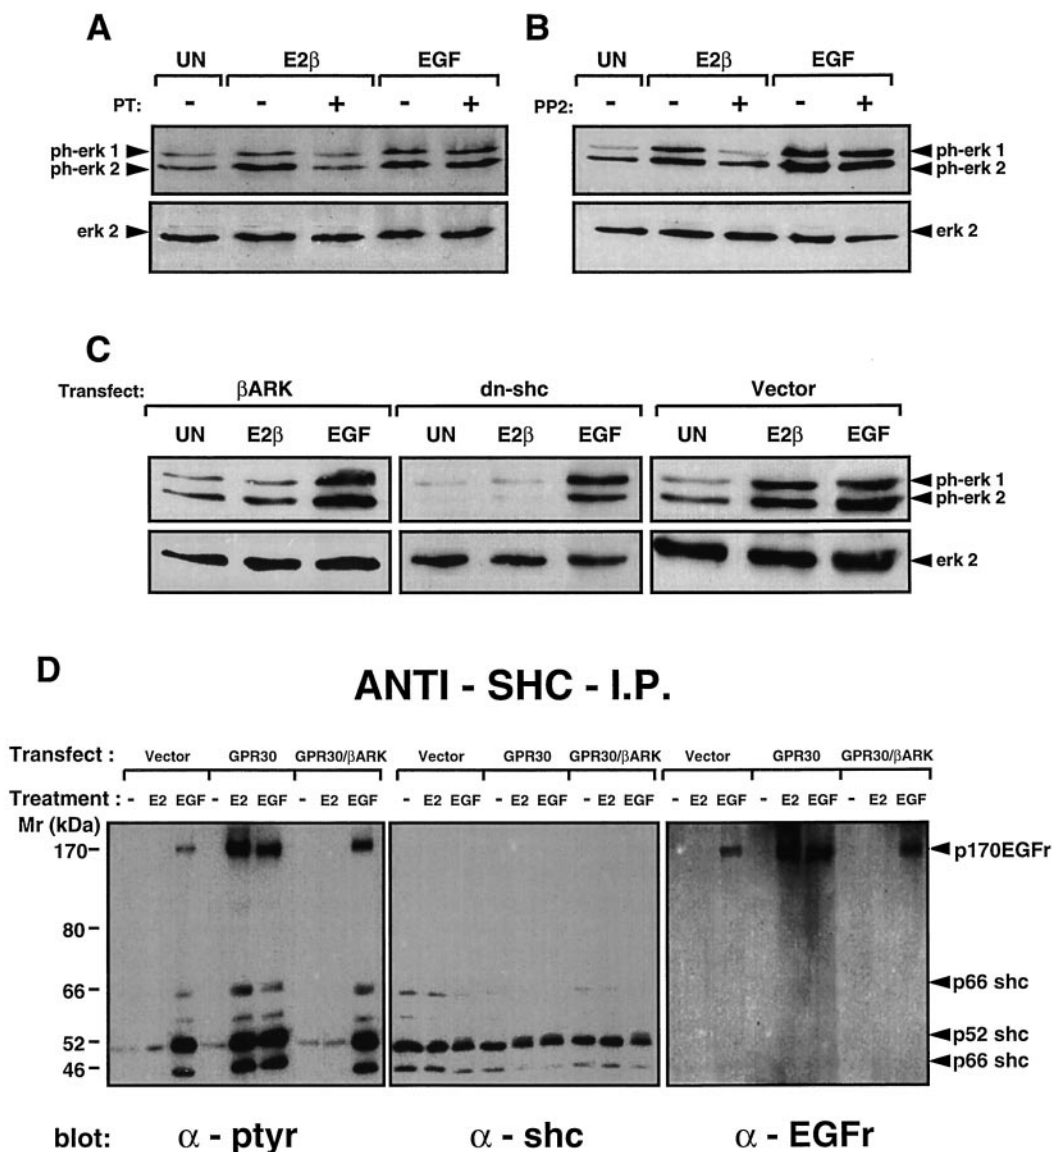 A
UN E2β EGF
PT: - - + - +
ph-erk 1
ph-erk 2
erk 2
B
UN E2β EGF
PP2: - - + - +
ph-erk 1
ph-erk 2
erk 2
C
Transfect: βARK dn-shc Vector
UN E2β EGF UN E2β EGF UN E2β EGF
ph-erk 1
ph-erk 2
erk 2
D
ANTI - SHC - I.P.
Transfect : Vector GPR30 GPR30/βARK Vector GPR30 GPR30/βARK Vector GPR30 GPR30/βARK
Treatment : - E2 EGF - E2 EGF - E2 EGF - E2 EGF - E2 EGF - E2 EGF - E2 EGF - E2 EGF - E2 EGF
Mr (kDa)
170 p170EGFr
80
66 p66 shc
52 p52 shc
46 p66 shc
blot: α - ptyr α - shc α - EGFr